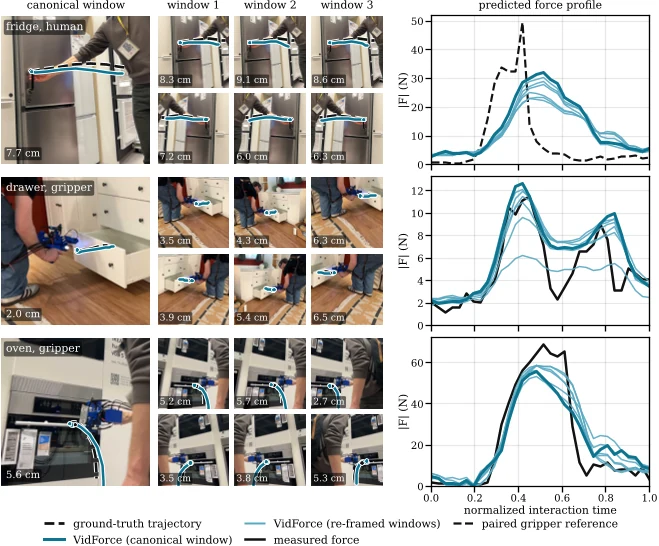 canonical window window 1 window 2 window 3 predicted force profile
fridge, human
7.7 cm
8.3 cm 9.1 cm 8.6 cm
7.2 cm 6.0 cm 6.3 cm
|F| (N)
50
40
30
20
10
0
drawer, gripper
2.0 cm
3.5 cm 4.3 cm 6.3 cm
3.9 cm 5.4 cm 6.5 cm
|F| (N)
12
10
8
6
4
2
0
oven, gripper
5.6 cm
5.2 cm 5.7 cm 2.7 cm
3.5 cm 3.8 cm 5.3 cm
|F| (N)
60
40
20
0
0.0 0.2 0.4 0.6 0.8 1.0
normalized interaction time
ground-truth trajectory VidForce (re-framed windows) paired gripper reference
VidForce (canonical window) measured force